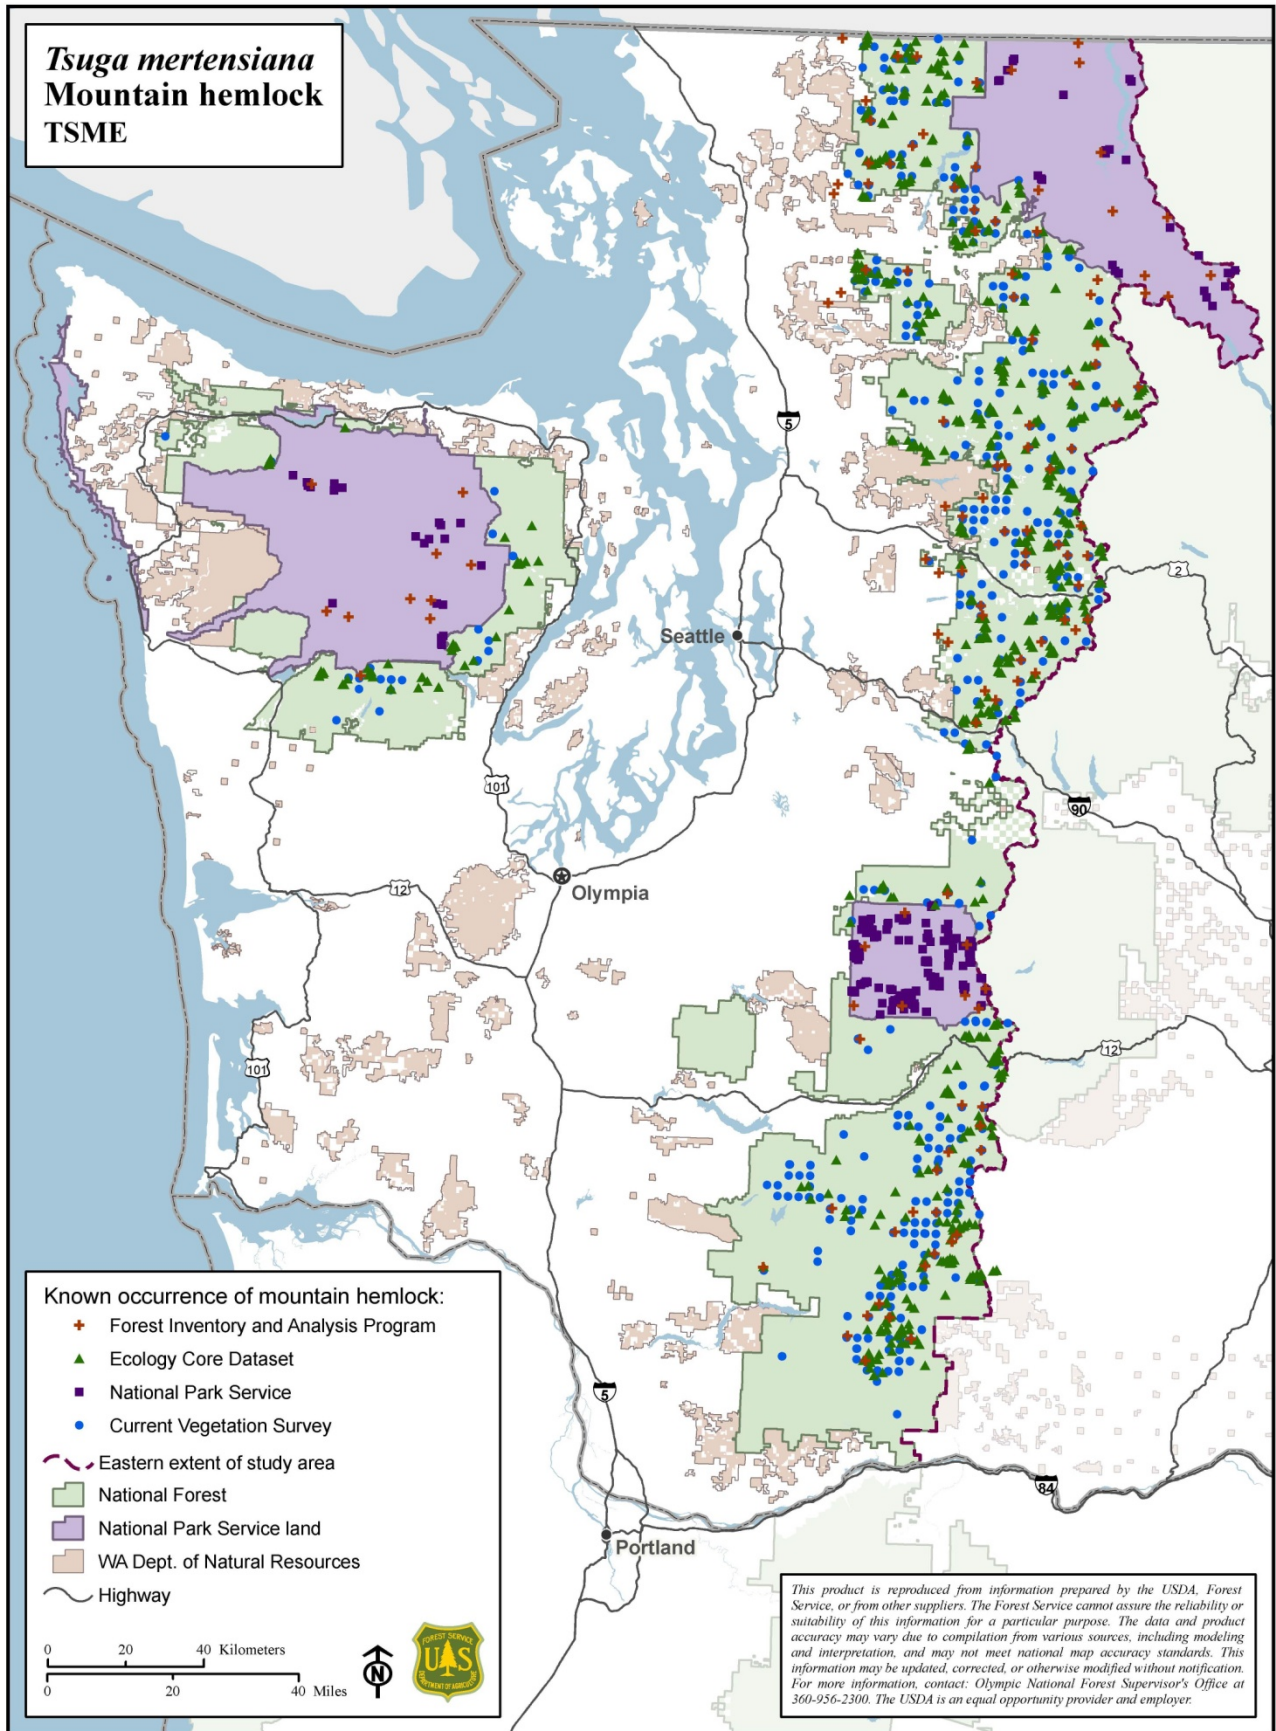 Tsuga mertensiana
Mountain hemlock
TSME
5
2
Seattle
101
90
12
Olympia
101
12
Known occurrence of mountain hemlock:
Forest Inventory and Analysis Program
Ecology Core Dataset
National Park Service
Current Vegetation Survey
Eastern extent of study area
National Forest
National Park Service land
WA Dept. of Natural Resources
Highway
5
84
Portland
0 20 40 Kilometers
0 20 40 Miles
N
FOREST SERVICE
U S
DEPARTMENT OF AGRICULTURE
This product is reproduced from information prepared by the USDA, Forest
Service, or from other suppliers. The Forest Service cannot assure the reliability or
suitability of this information for a particular purpose. The data and product
accuracy may vary due to compilation from various sources, including modeling
and interpretation, and may not meet national map accuracy standards. This
information may be updated, corrected, or otherwise modified without notification.
For more information, contact: Olympic National Forest Supervisor's Office at
360-956-2300. The USDA is an equal opportunity provider and employer.